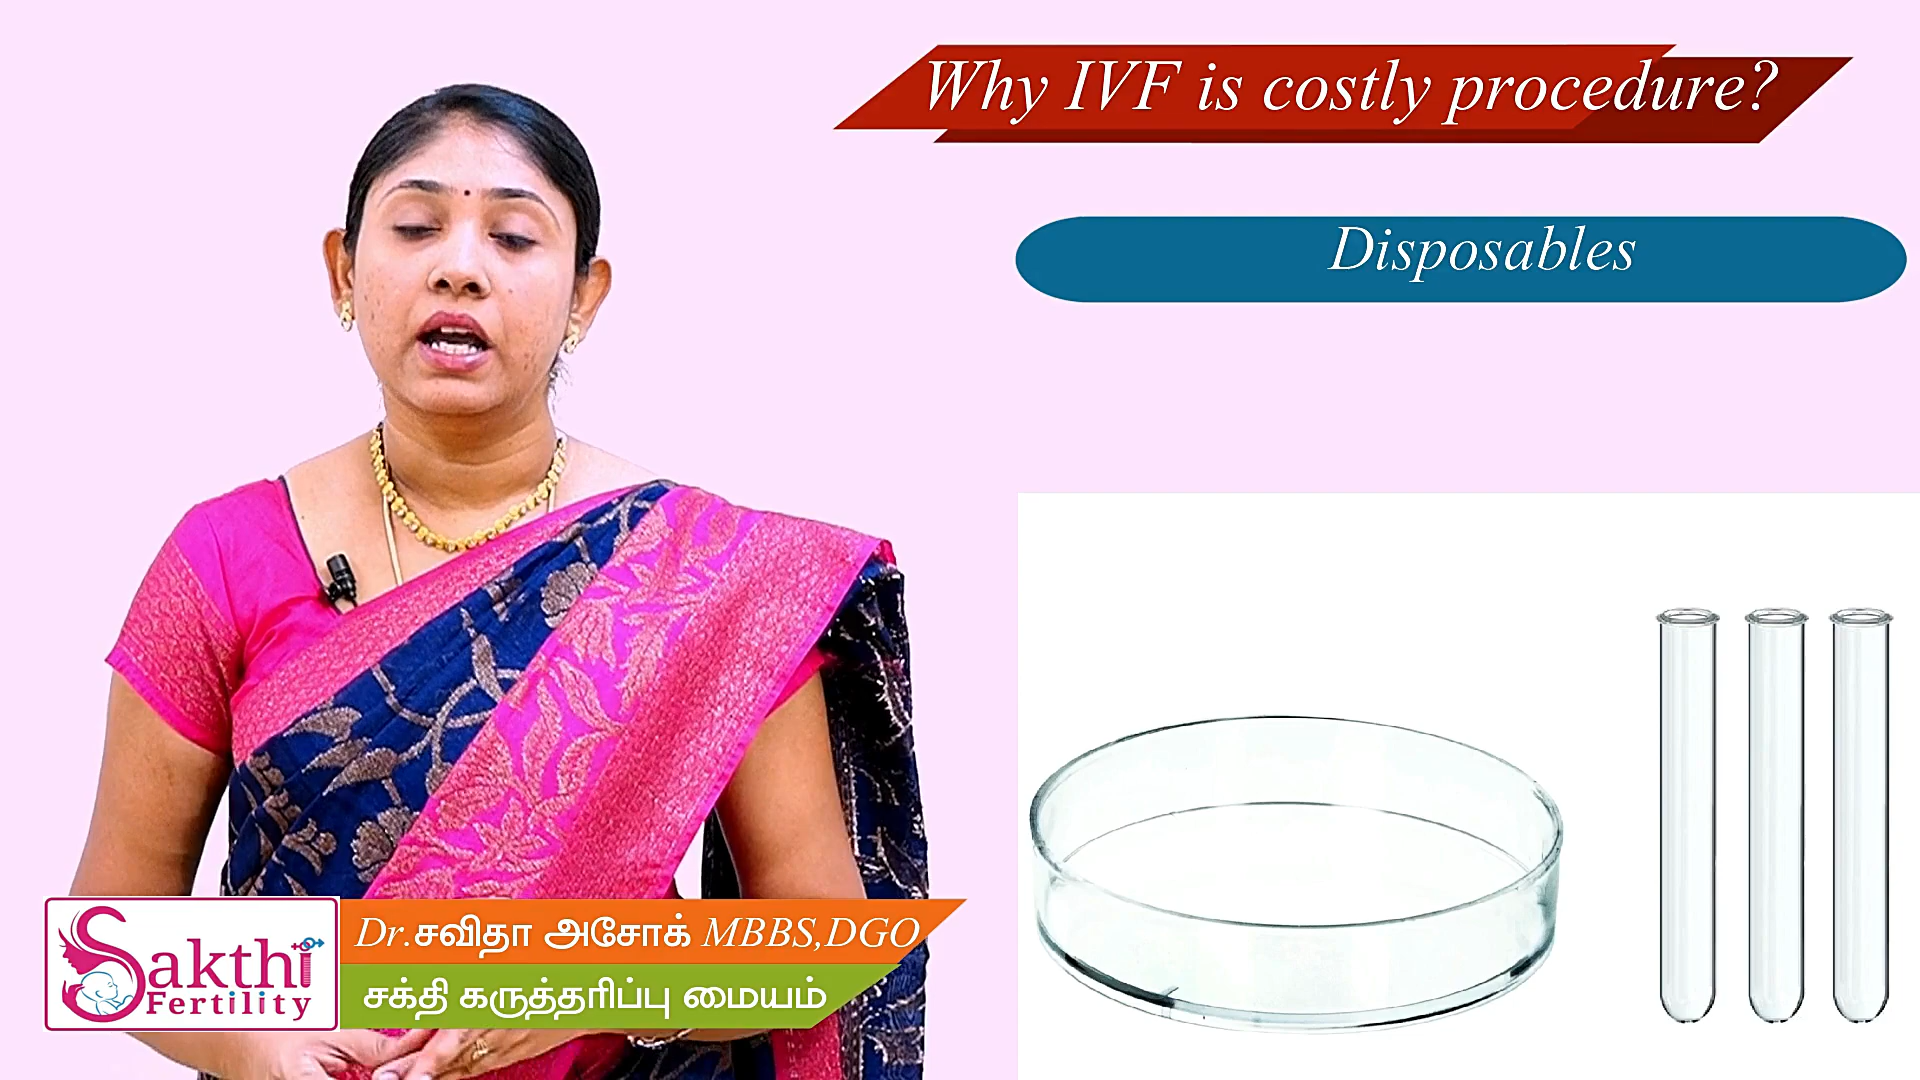 Why IVF is costly procedure?
Disposables
Sakthi
Fertility
Dr.சவிதா அசோக் MBBS,DGO
சக்தி கருத்தரிப்பு மையம்